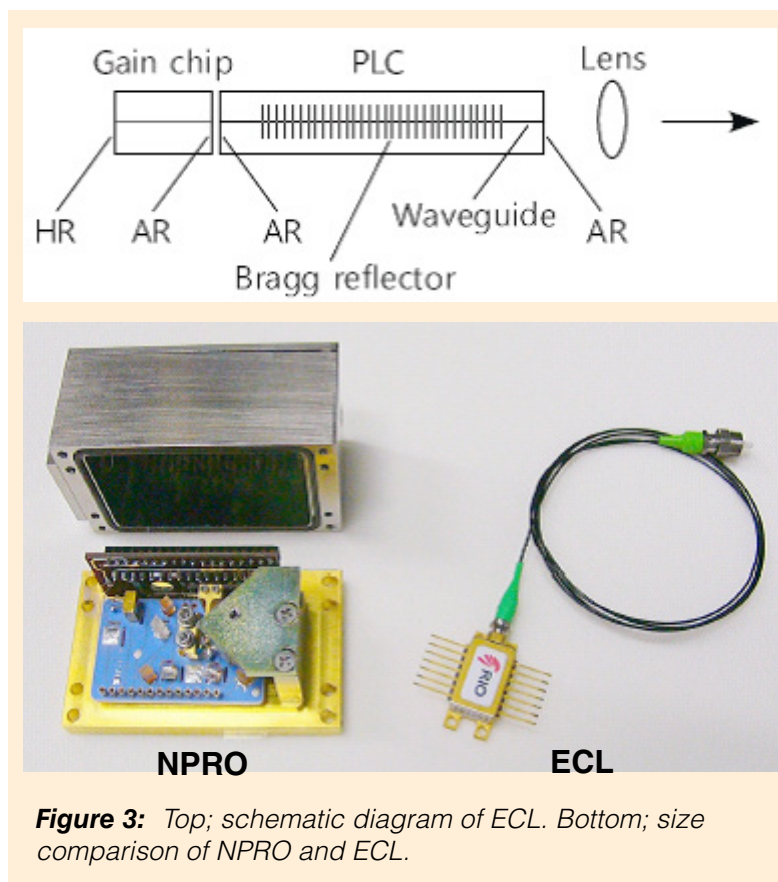 Gain chip PLC Lens
HR AR AR Waveguide AR
Bragg reflector
RIO
NPRO ECL
Figure 3: Top; schematic diagram of ECL. Bottom; size
comparison of NPRO and ECL.